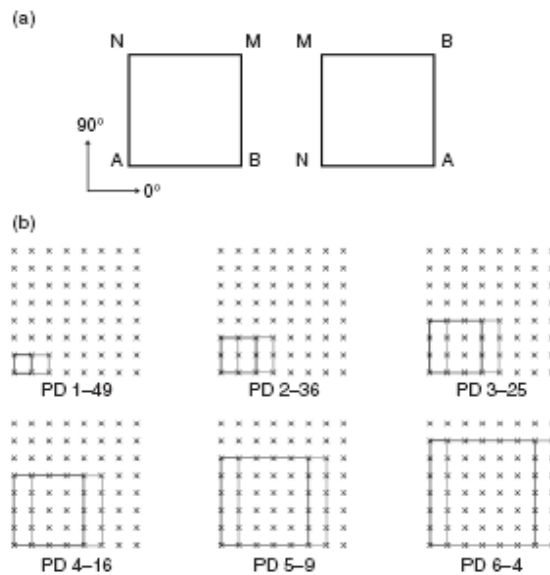 (a)
N M M B
90°
A B N A
0°
(b)
PD 1–49 PD 2–36 PD 3–25
PD 4–16 PD 5–9 PD 6–4